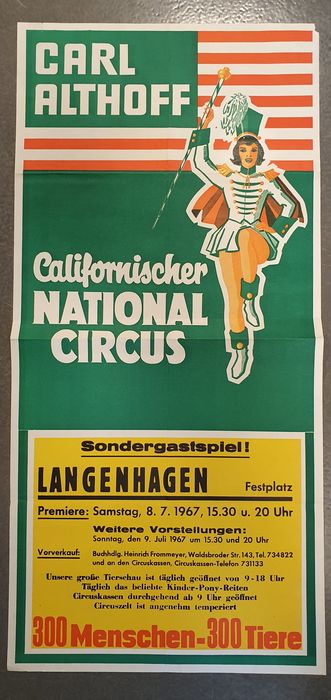 CARL
ALTHOFF
Californischer
NATIONAL
CIRCUS
Sondergastspiel!
LANGENHAGEN Festplatz
Premiere: Samstag, 8. 7. 1967, 15.30 u. 20 Uhr
Weitere Vorstellungen:
Sonntag, den 9. Juli 1967 um 15.30 und 20 Uhr
Vorverkauf: Buchhdlg. Heinrich Frommeyer, Waldsbroder Str. 143, Tel. 734822
und an den Circuskassen, Circuskassen-Telefon 731133
Unsere große Tierschau ist täglich geöffnet von 9 - 18 Uhr
Täglich das beliebte Kinder-Pony-Reiten
Circuskassen durchgehend ab 9 Uhr geöffnet
Circuszelt ist angenehm temperiert
300 Menschen-300 Tiere